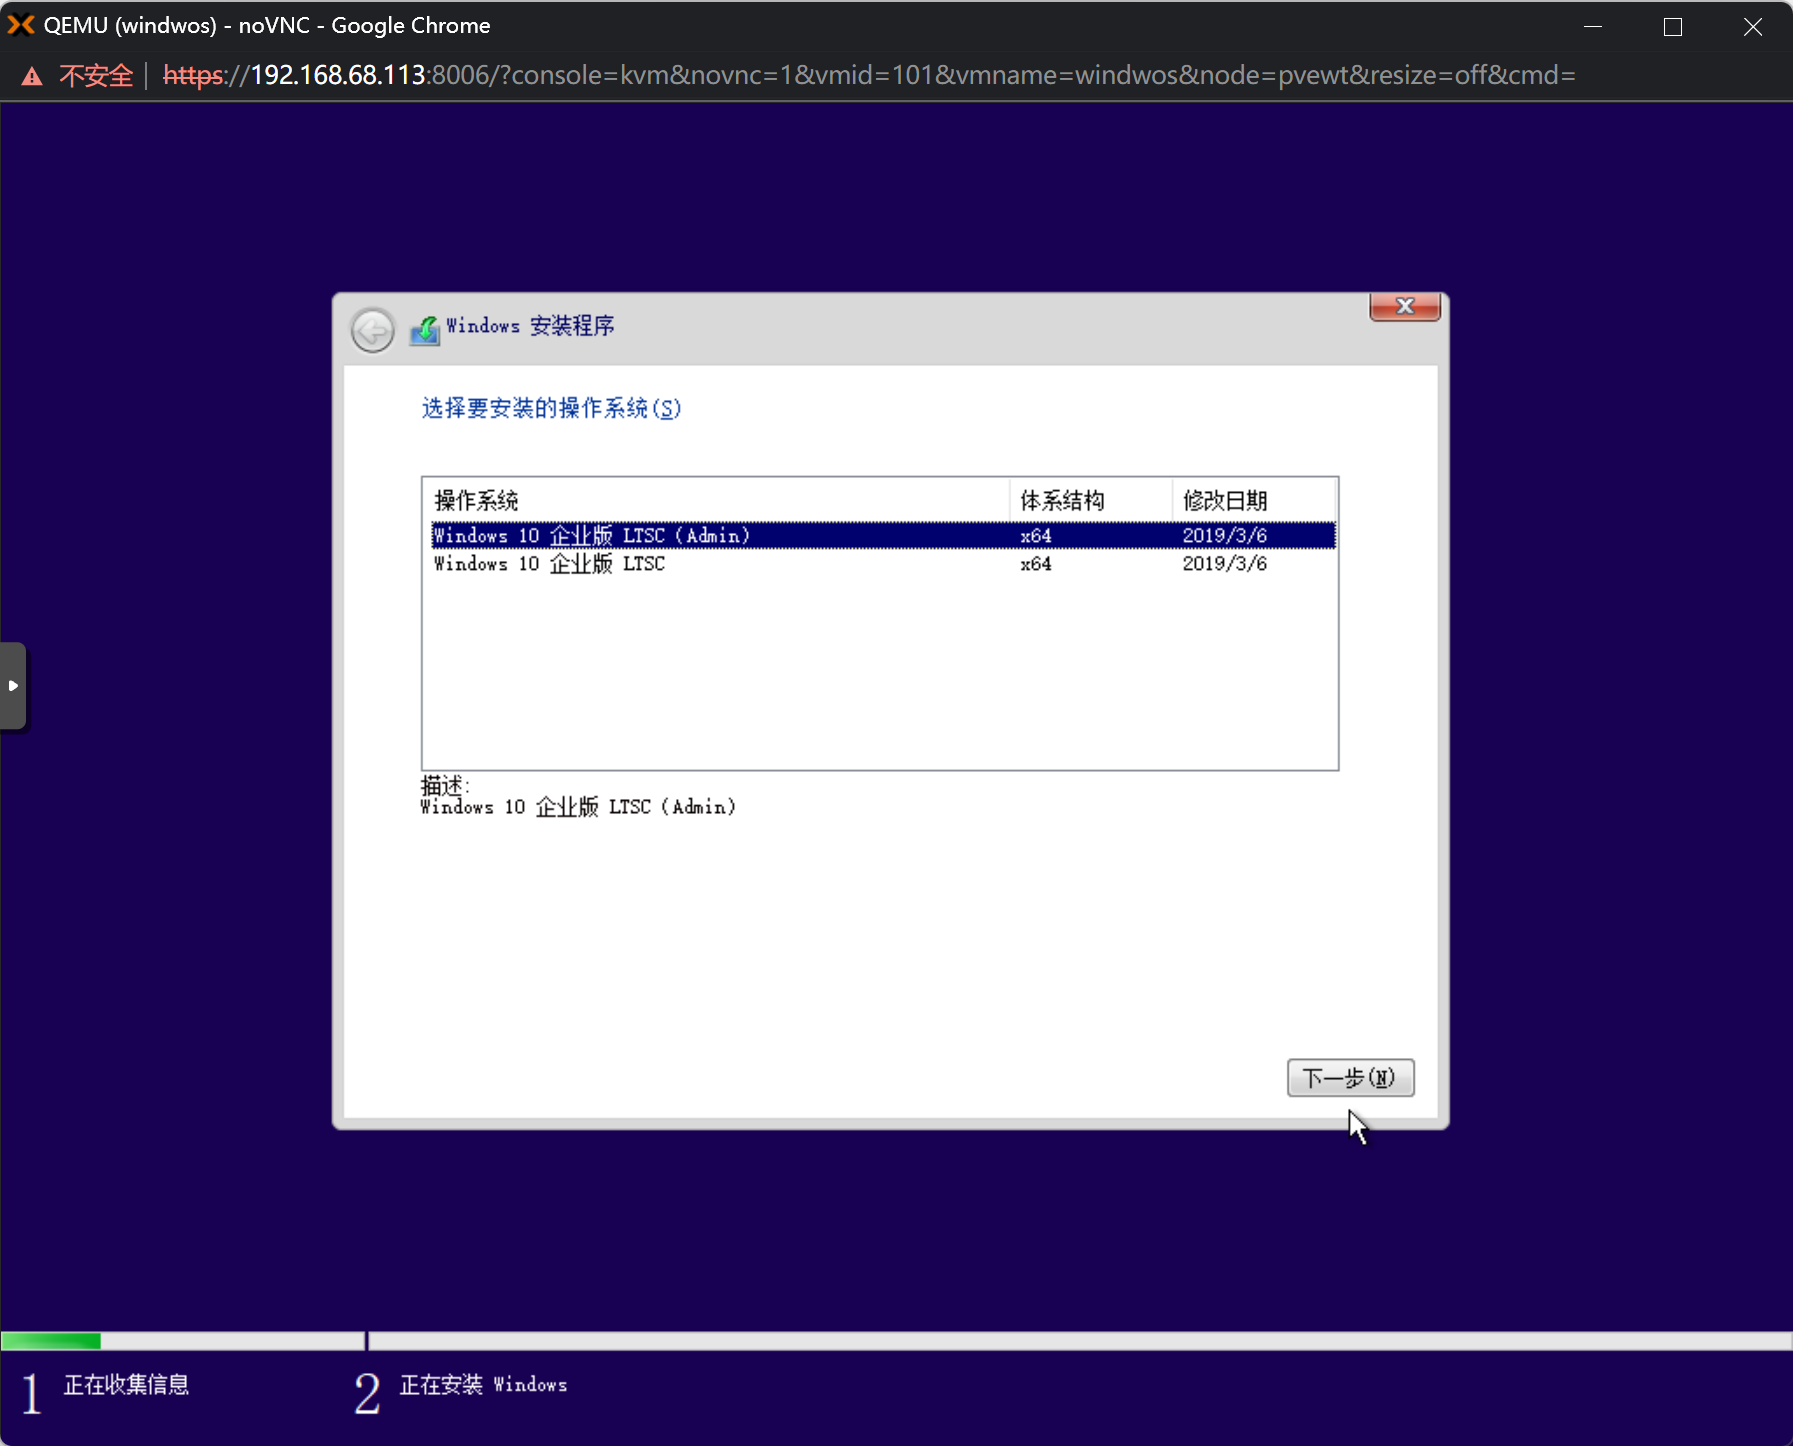 QEMU (windwos) - noVNC - Google Chrome
不安全 https://192.168.68.113:8006/?console=kvm&novnc=1&vmid=101&vmname=windwos&node=pvewt&resize=off&cmd=
Windows 安装程序
选择要安装的操作系统(S)
操作系统 体系结构 修改日期
Windows 10 企业版 LTSC (Admin) x64 2019/3/6
Windows 10 企业版 LTSC x64 2019/3/6
描述:
Windows 10 企业版 LTSC (Admin)
下一步(N)
1 正在收集信息 2 正在安装 Windows